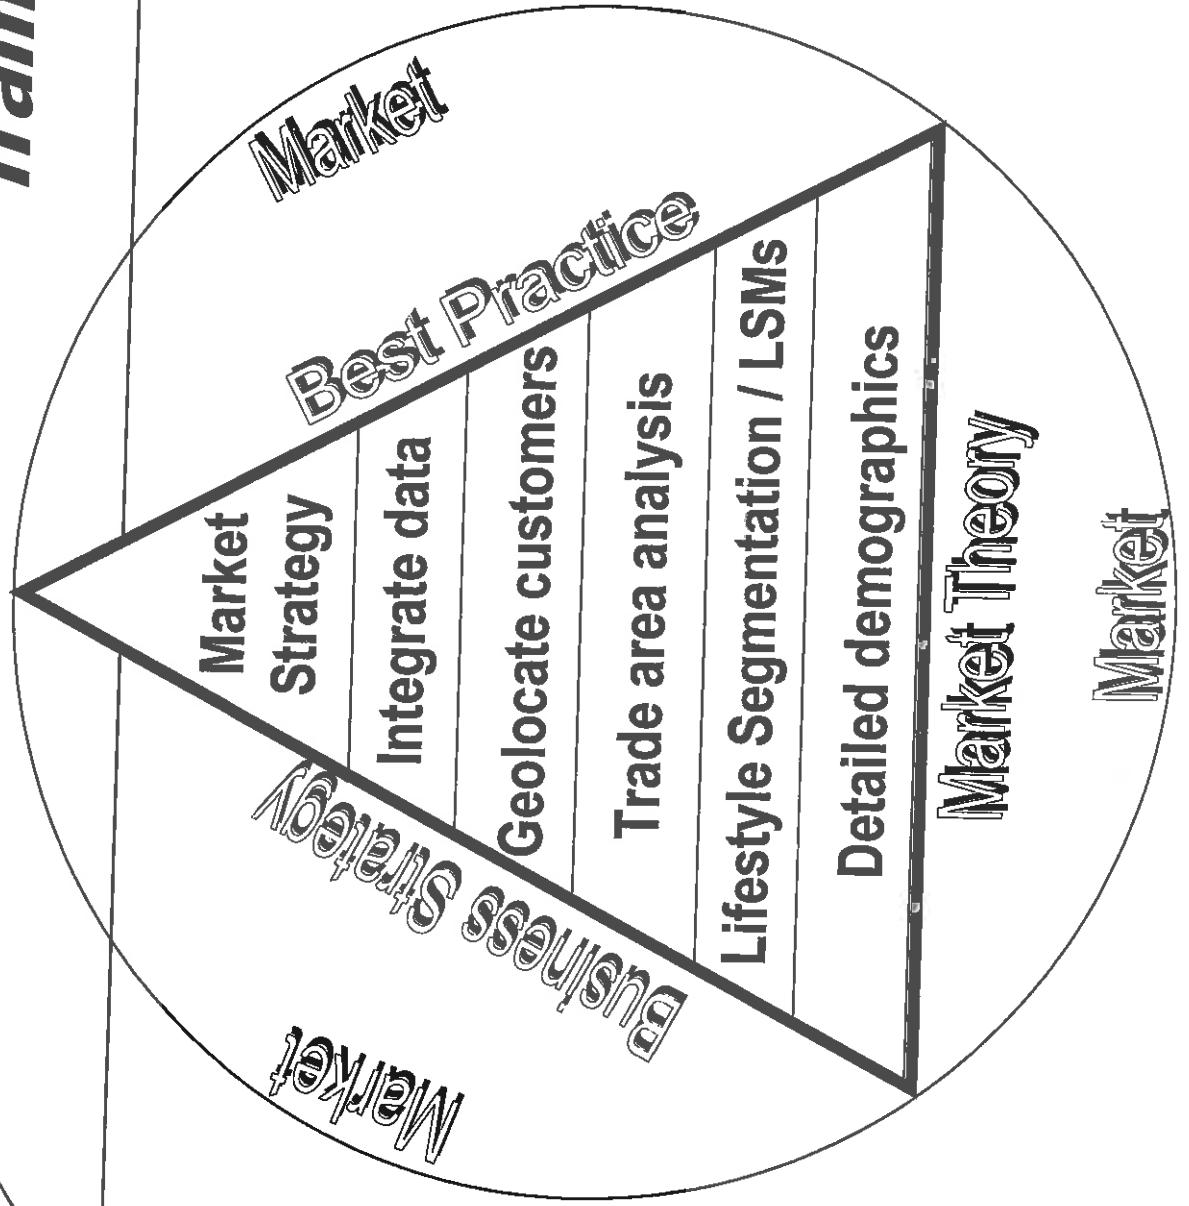 Market
Market
Business Strategy
Best Practice
Market
Strategy
Integrate data
Geolocate customers
Trade area analysis
Lifestyle Segmentation / LSMs
Detailed demographics
Market Theory
Market